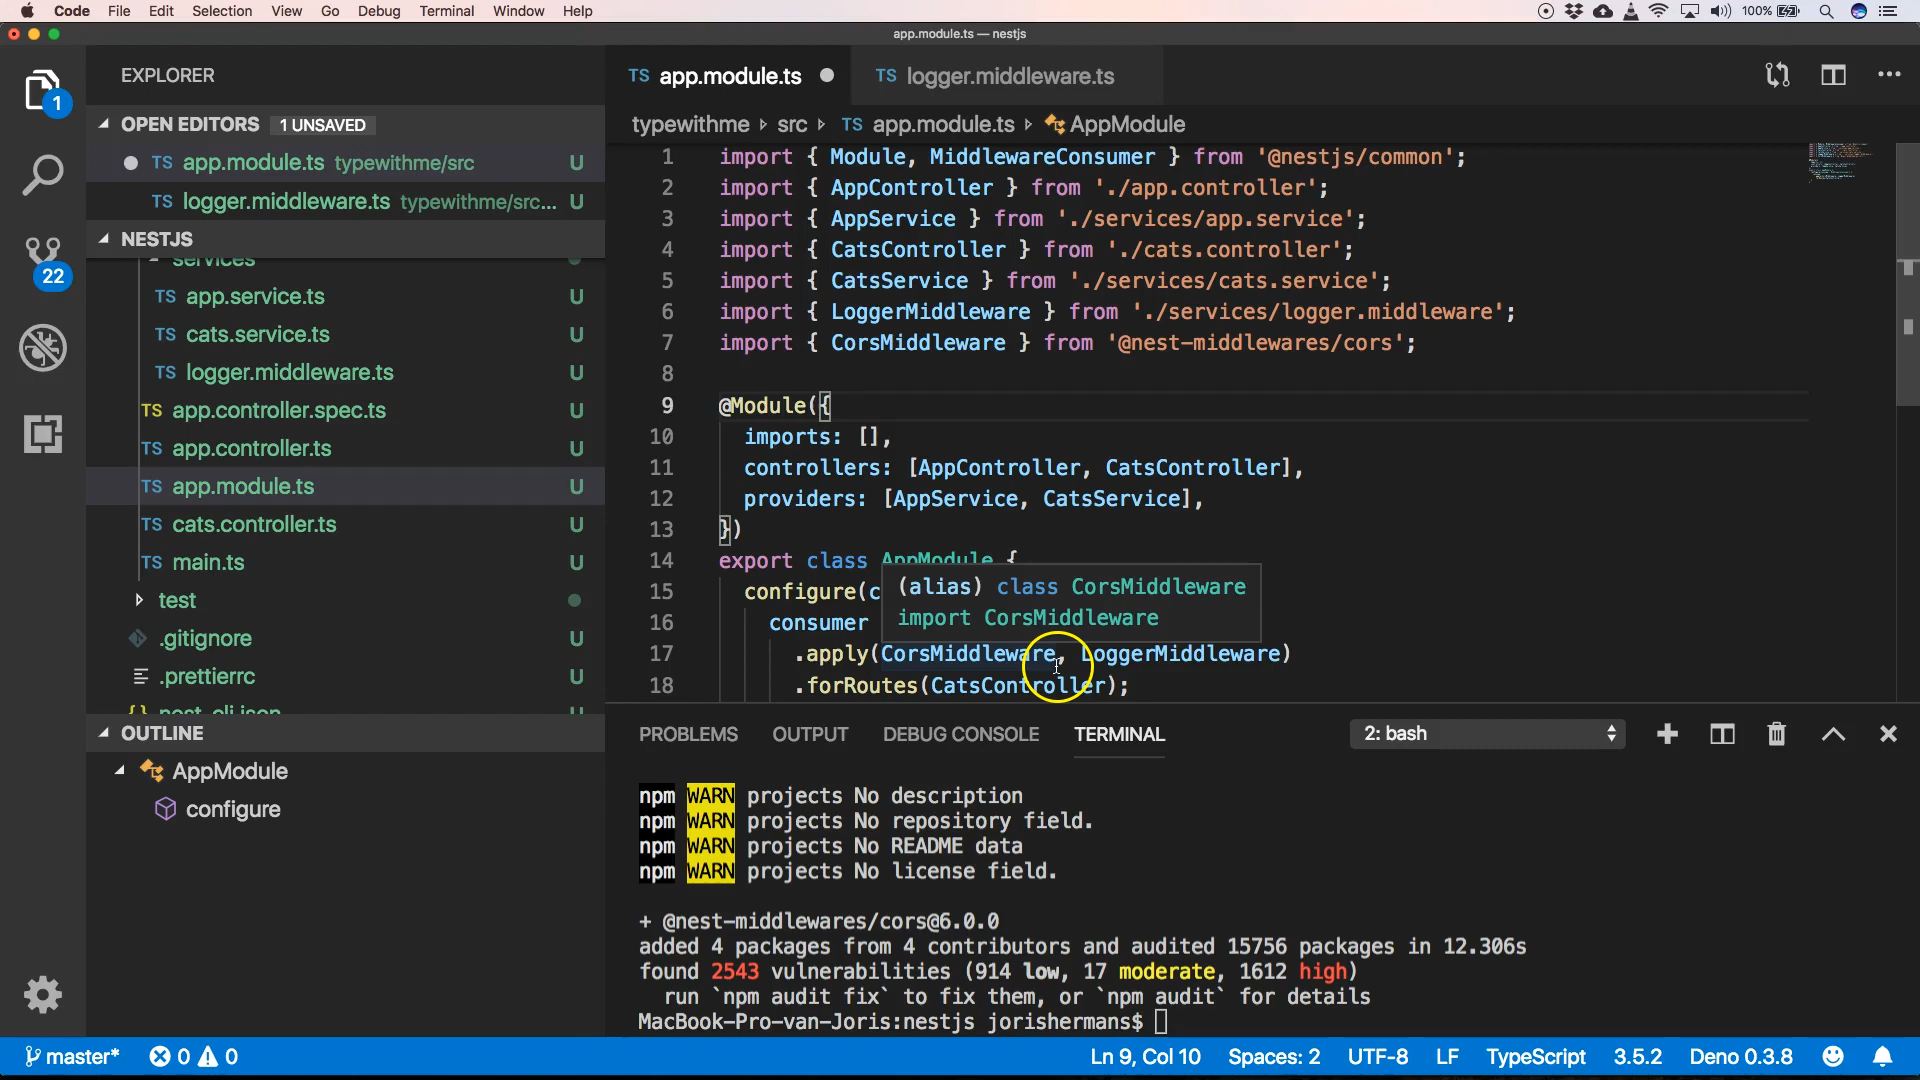 Code File Edit Selection View Go Debug Terminal Window Help 100%
app.module.ts — nestjs
EXPLORER
1
OPEN EDITORS 1 UNSAVED
TS app.module.ts typewithme/src U
TS logger.middleware.ts typewithme/src... U
NESTJS
22
services
TS app.service.ts U
TS cats.service.ts U
TS logger.middleware.ts U
TS app.controller.spec.ts U
TS app.controller.ts U
TS app.module.ts U
TS cats.controller.ts U
TS main.ts U
test
.gitignore U
.prettierrc U
{} nest-cli.json U
OUTLINE
AppModule
configure
TS app.module.ts TS logger.middleware.ts
typewithme › src › TS app.module.ts › AppModule
1 import { Module, MiddlewareConsumer } from '@nestjs/common';
2 import { AppController } from './app.controller';
3 import { AppService } from './services/app.service';
4 import { CatsController } from './cats.controller';
5 import { CatsService } from './services/cats.service';
6 import { LoggerMiddleware } from './services/logger.middleware';
7 import { CorsMiddleware } from '@nest-middlewares/cors';
8
9 @Module({
10 imports: [],
11 controllers: [AppController, CatsController],
12 providers: [AppService, CatsService],
13 })
14 export class AppModule {
15 configure(c
16 consumer
(alias) class CorsMiddleware
import CorsMiddleware
17 .apply(CorsMiddleware, LoggerMiddleware)
18 .forRoutes(CatsController);
PROBLEMS OUTPUT DEBUG CONSOLE TERMINAL 2: bash
npm WARN projects No description
npm WARN projects No repository field.
npm WARN projects No README data
npm WARN projects No license field.
+ @nest-middlewares/cors@6.0.0
added 4 packages from 4 contributors and audited 15756 packages in 12.306s
found 2543 vulnerabilities (914 low, 17 moderate, 1612 high)
run `npm audit fix` to fix them, or `npm audit` for details
MacBook-Pro-van-Joris:nestjs jorishermans$
master* 0 0 Ln 9, Col 10 Spaces: 2 UTF-8 LF TypeScript 3.5.2 Deno 0.3.8